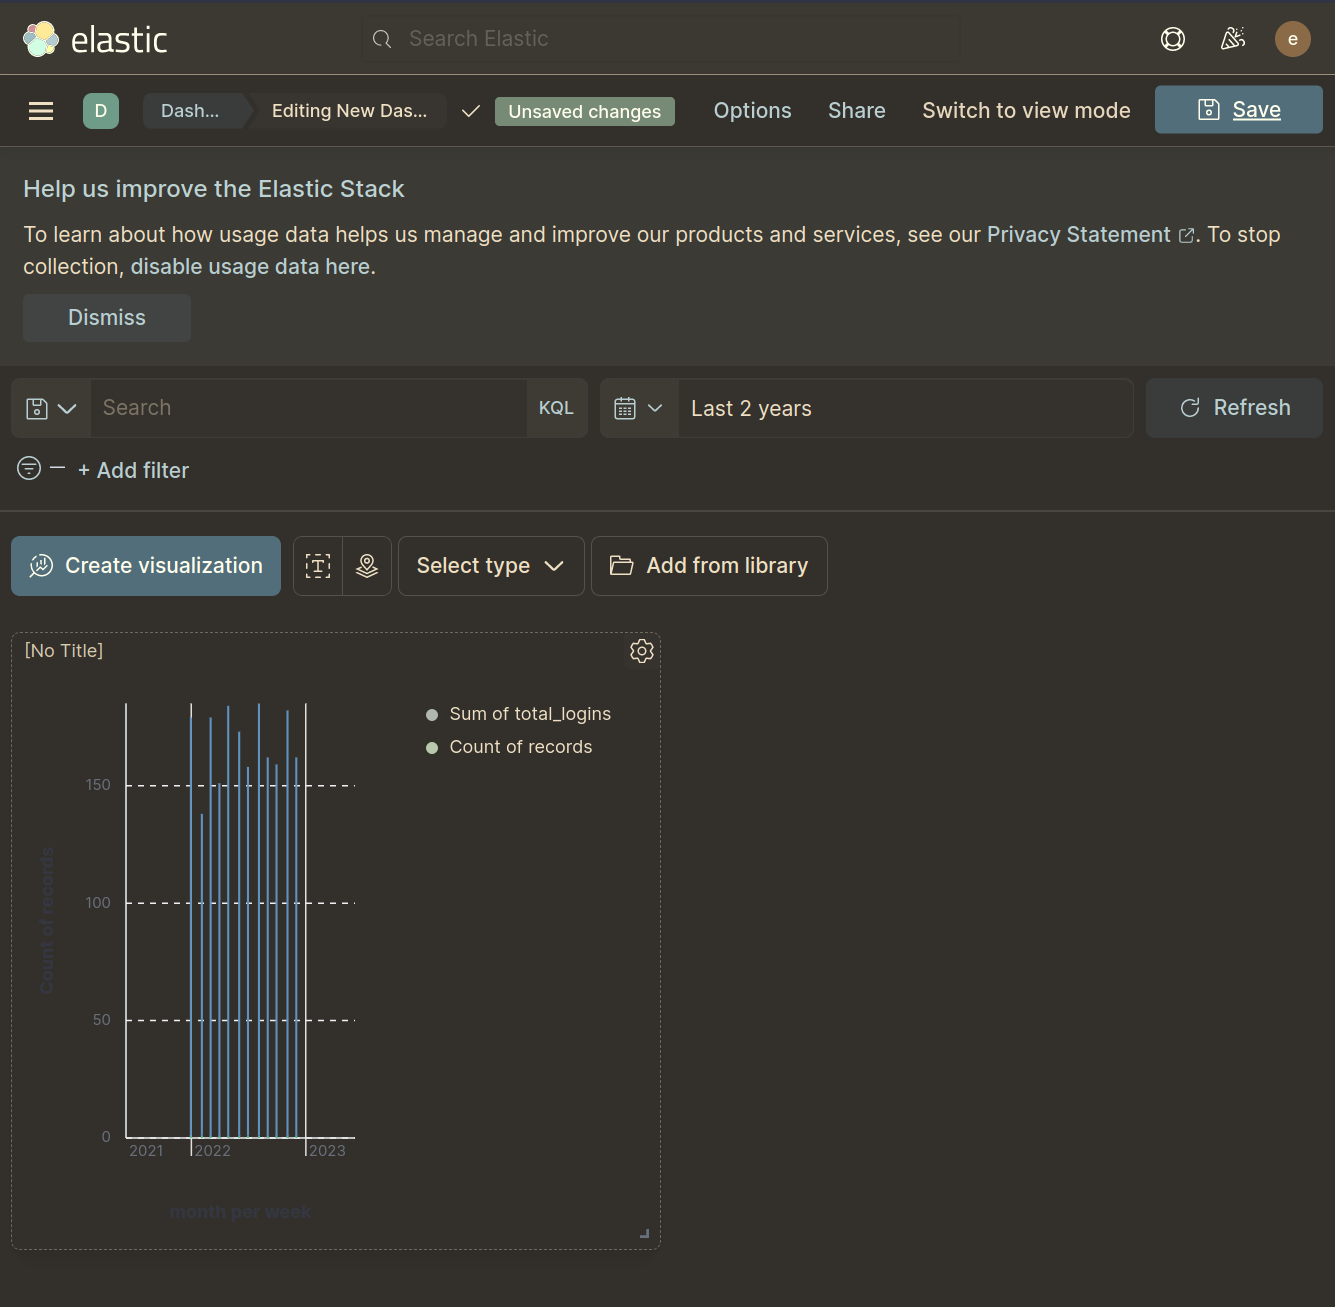 elastic
Search Elastic
e
D
Dash...
Editing New Das...
Unsaved changes
Options
Share
Switch to view mode
Save
Help us improve the Elastic Stack
To learn about how usage data helps us manage and improve our products and services, see our Privacy Statement . To stop
collection, disable usage data here.
Dismiss
Search
KQL
Last 2 years
Refresh
+ Add filter
Create visualization
Select type
Add from library
[No Title]
Sum of total_logins
Count of records
150
100
50
0
Count of records
2021
2022
2023
month per week